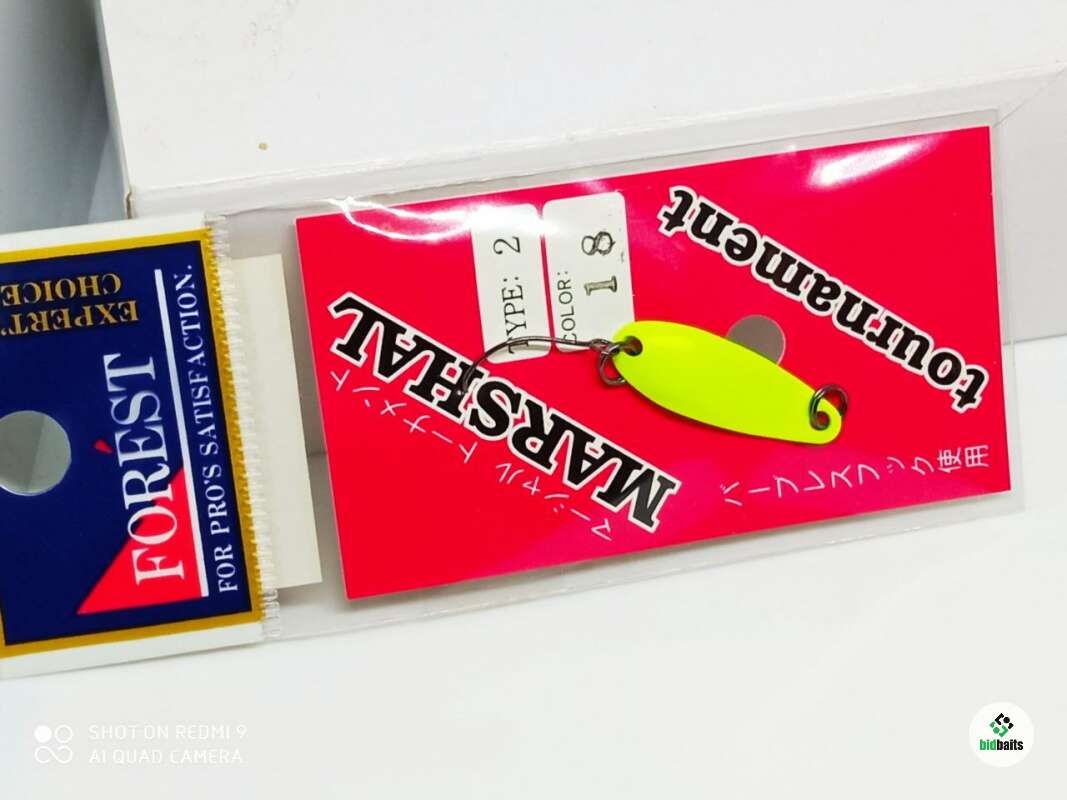 EXPERT'
CHOICE
FORÉST
FOR PRO'S SATISFACTION.
TYPE: 2
COLOR:
18
MARSHAL
マーシャル トーナメント
tournament
バーブレスフック使用
SHOT ON REDMI 9
AI QUAD CAMERA
bidbaits